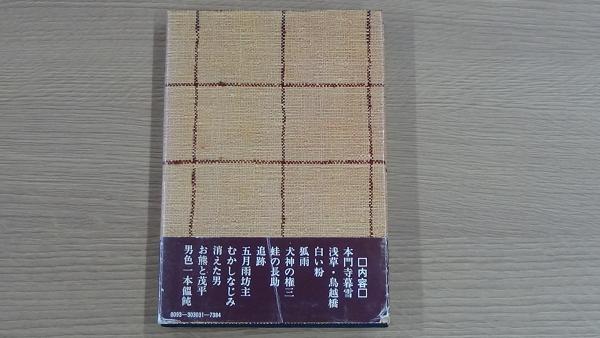 □内容□
本門寺暮雪
浅草・鳥越橋
白い粉
狐雨
犬神の権三
蛙の長助
追跡
五月雨坊主
むかしなじみ
消えた男
お熊と茂平
男色一本饂飩
0093-303091-7384